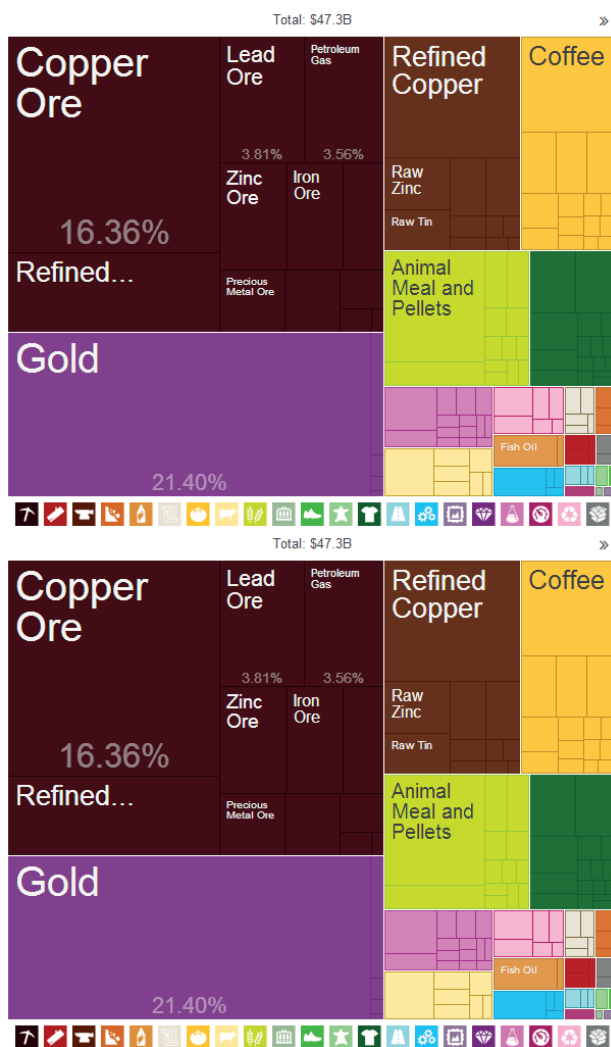 Total: $47.3B
»
Copper
Ore
16.36%
Refined...
Lead
Ore
3.81%
Petroleum
Gas
3.56%
Zinc
Ore
Iron
Ore
Precious
Metal Ore
Gold
21.40%
Refined
Copper
Raw
Zinc
Raw Tin
Coffee
Animal
Meal and
Pellets
Fish Oil
Total: $47.3B
»
Copper
Ore
16.36%
Refined...
Lead
Ore
3.81%
Petroleum
Gas
3.56%
Zinc
Ore
Iron
Ore
Precious
Metal Ore
Gold
21.40%
Refined
Copper
Raw
Zinc
Raw Tin
Coffee
Animal
Meal and
Pellets
Fish Oil